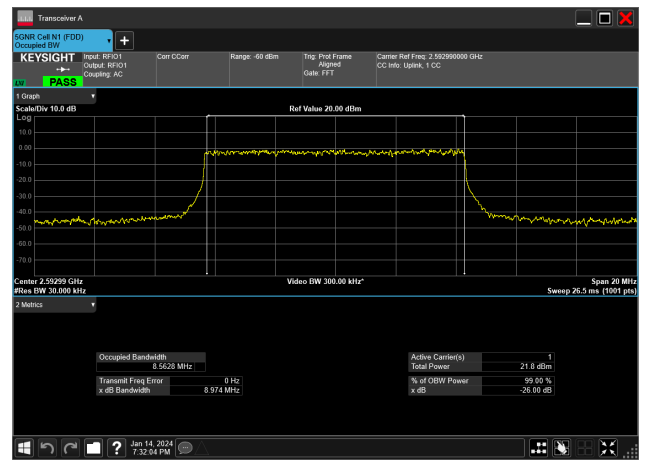 Transceiver A
5GNR Cell N1 (FDD)
Occupied BW
KEYSIGHT
Input: RFIO1
Output: RFIO1
Coupling: AC
Corr CCorr
Range: -60 dBm
Trig: Prot Frame
Aligned
Gate: FFT
Carrier Ref Freq: 2.592990000 GHz
CC Info: Uplink, 1 CC
PASS
1 Graph
Scale/Div 10.0 dB
Ref Value 20.00 dBm
Log
10.0
0.00
-10.0
-20.0
-30.0
-40.0
-50.0
-60.0
-70.0
Center 2.59299 GHz
Video BW 300.00 kHz*
Span 20 MHz
#Res BW 30.000 kHz
Sweep 26.5 ms (1001 pts)
2 Metrics
Occupied Bandwidth
8.5628 MHz
Transmit Freq Error 0 Hz
x dB Bandwidth 8.974 MHz
Active Carrier(s) 1
Total Power 21.8 dBm
% of OBW Power 99.00 %
x dB -26.00 dB
Jan 14, 2024
7:32:04 PM